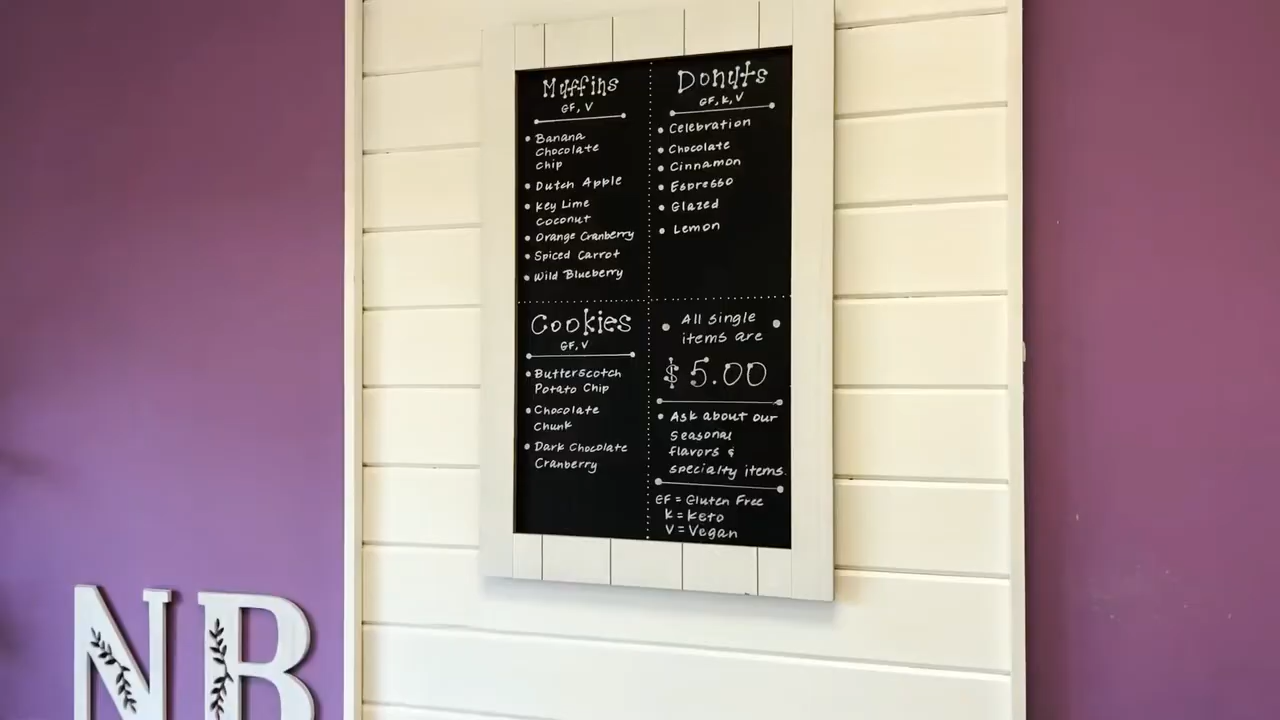 Muffins
GF, V
Banana
Chocolate
Chip
Dutch Apple
Key Lime
Coconut
Orange Cranberry
Spiced Carrot
Wild Blueberry
Donuts
GF, K, V
Celebration
Chocolate
Cinnamon
Espresso
Glazed
Lemon
Cookies
GF, V
Butterscotch
Potato Chip
Chocolate
Chunk
Dark Chocolate
Cranberry
All single
items are
$5.00
Ask about our
seasonal
flavors &
specialty items.
GF = Gluten Free
K = Keto
V = Vegan
NB